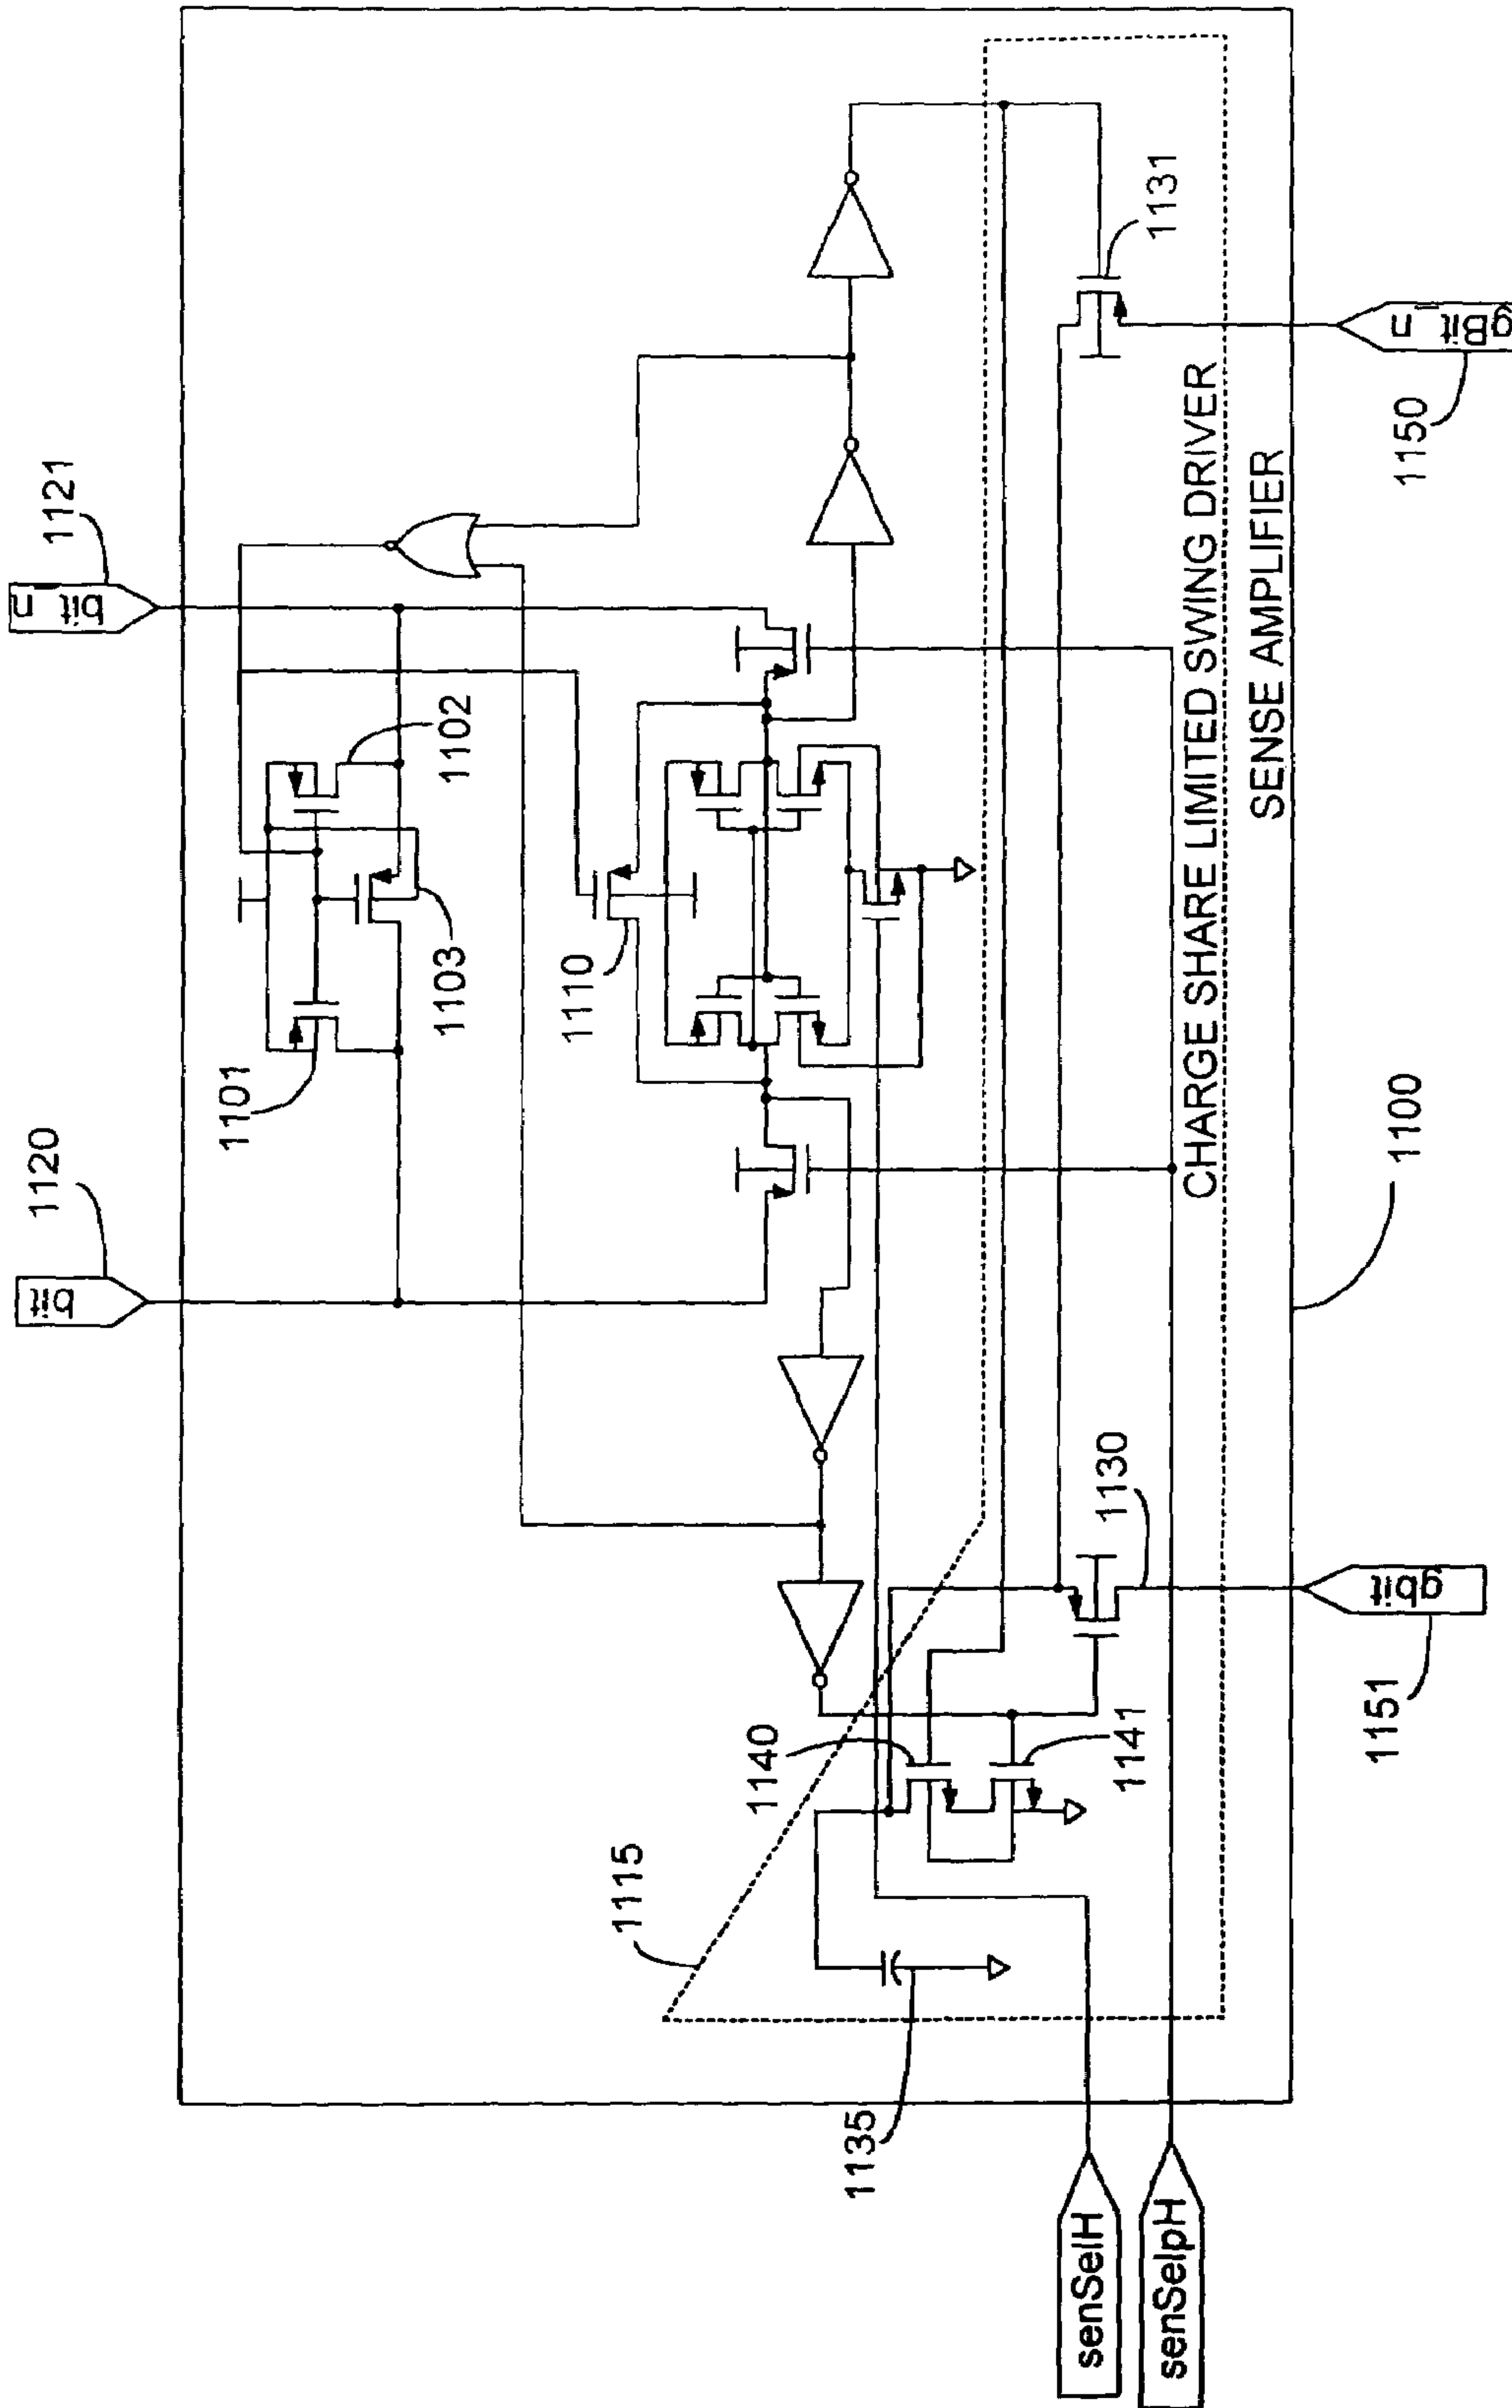 bit
1120
bit_n
1121
1101
1102
1103
1110
1115
1140
1141
1130
1131
1135
CHARGE SHARE LIMITED SWING DRIVER
SENSE AMPLIFIER
1100
senSelH
senSelpH
gbit
1151
gBit_n
1150